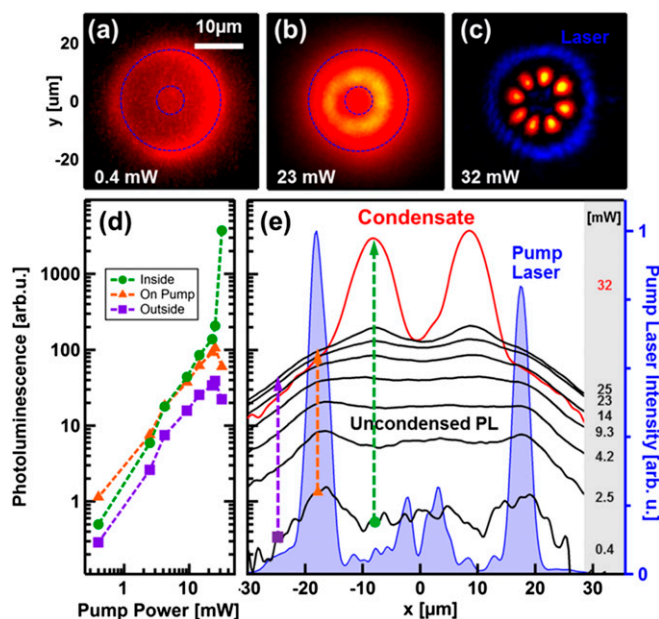 (a)
10μm
(b)
(c)
Laser
20
0
-20
y [um]
0.4 mW
23 mW
32 mW
(d)
(e)
Condensate
[mW]
1
Pump
Laser
32
1000
100
10
1
Inside
On Pump
Outside
Photoluminescence [arb.u.]
Uncondensed PL
25
23
14
9.3
4.2
2.5
0.4
Pump Laser Intensity [arb. u.]
0
1
10
Pump Power [mW]
-30
-20
-10
0
10
20
30
x [μm]